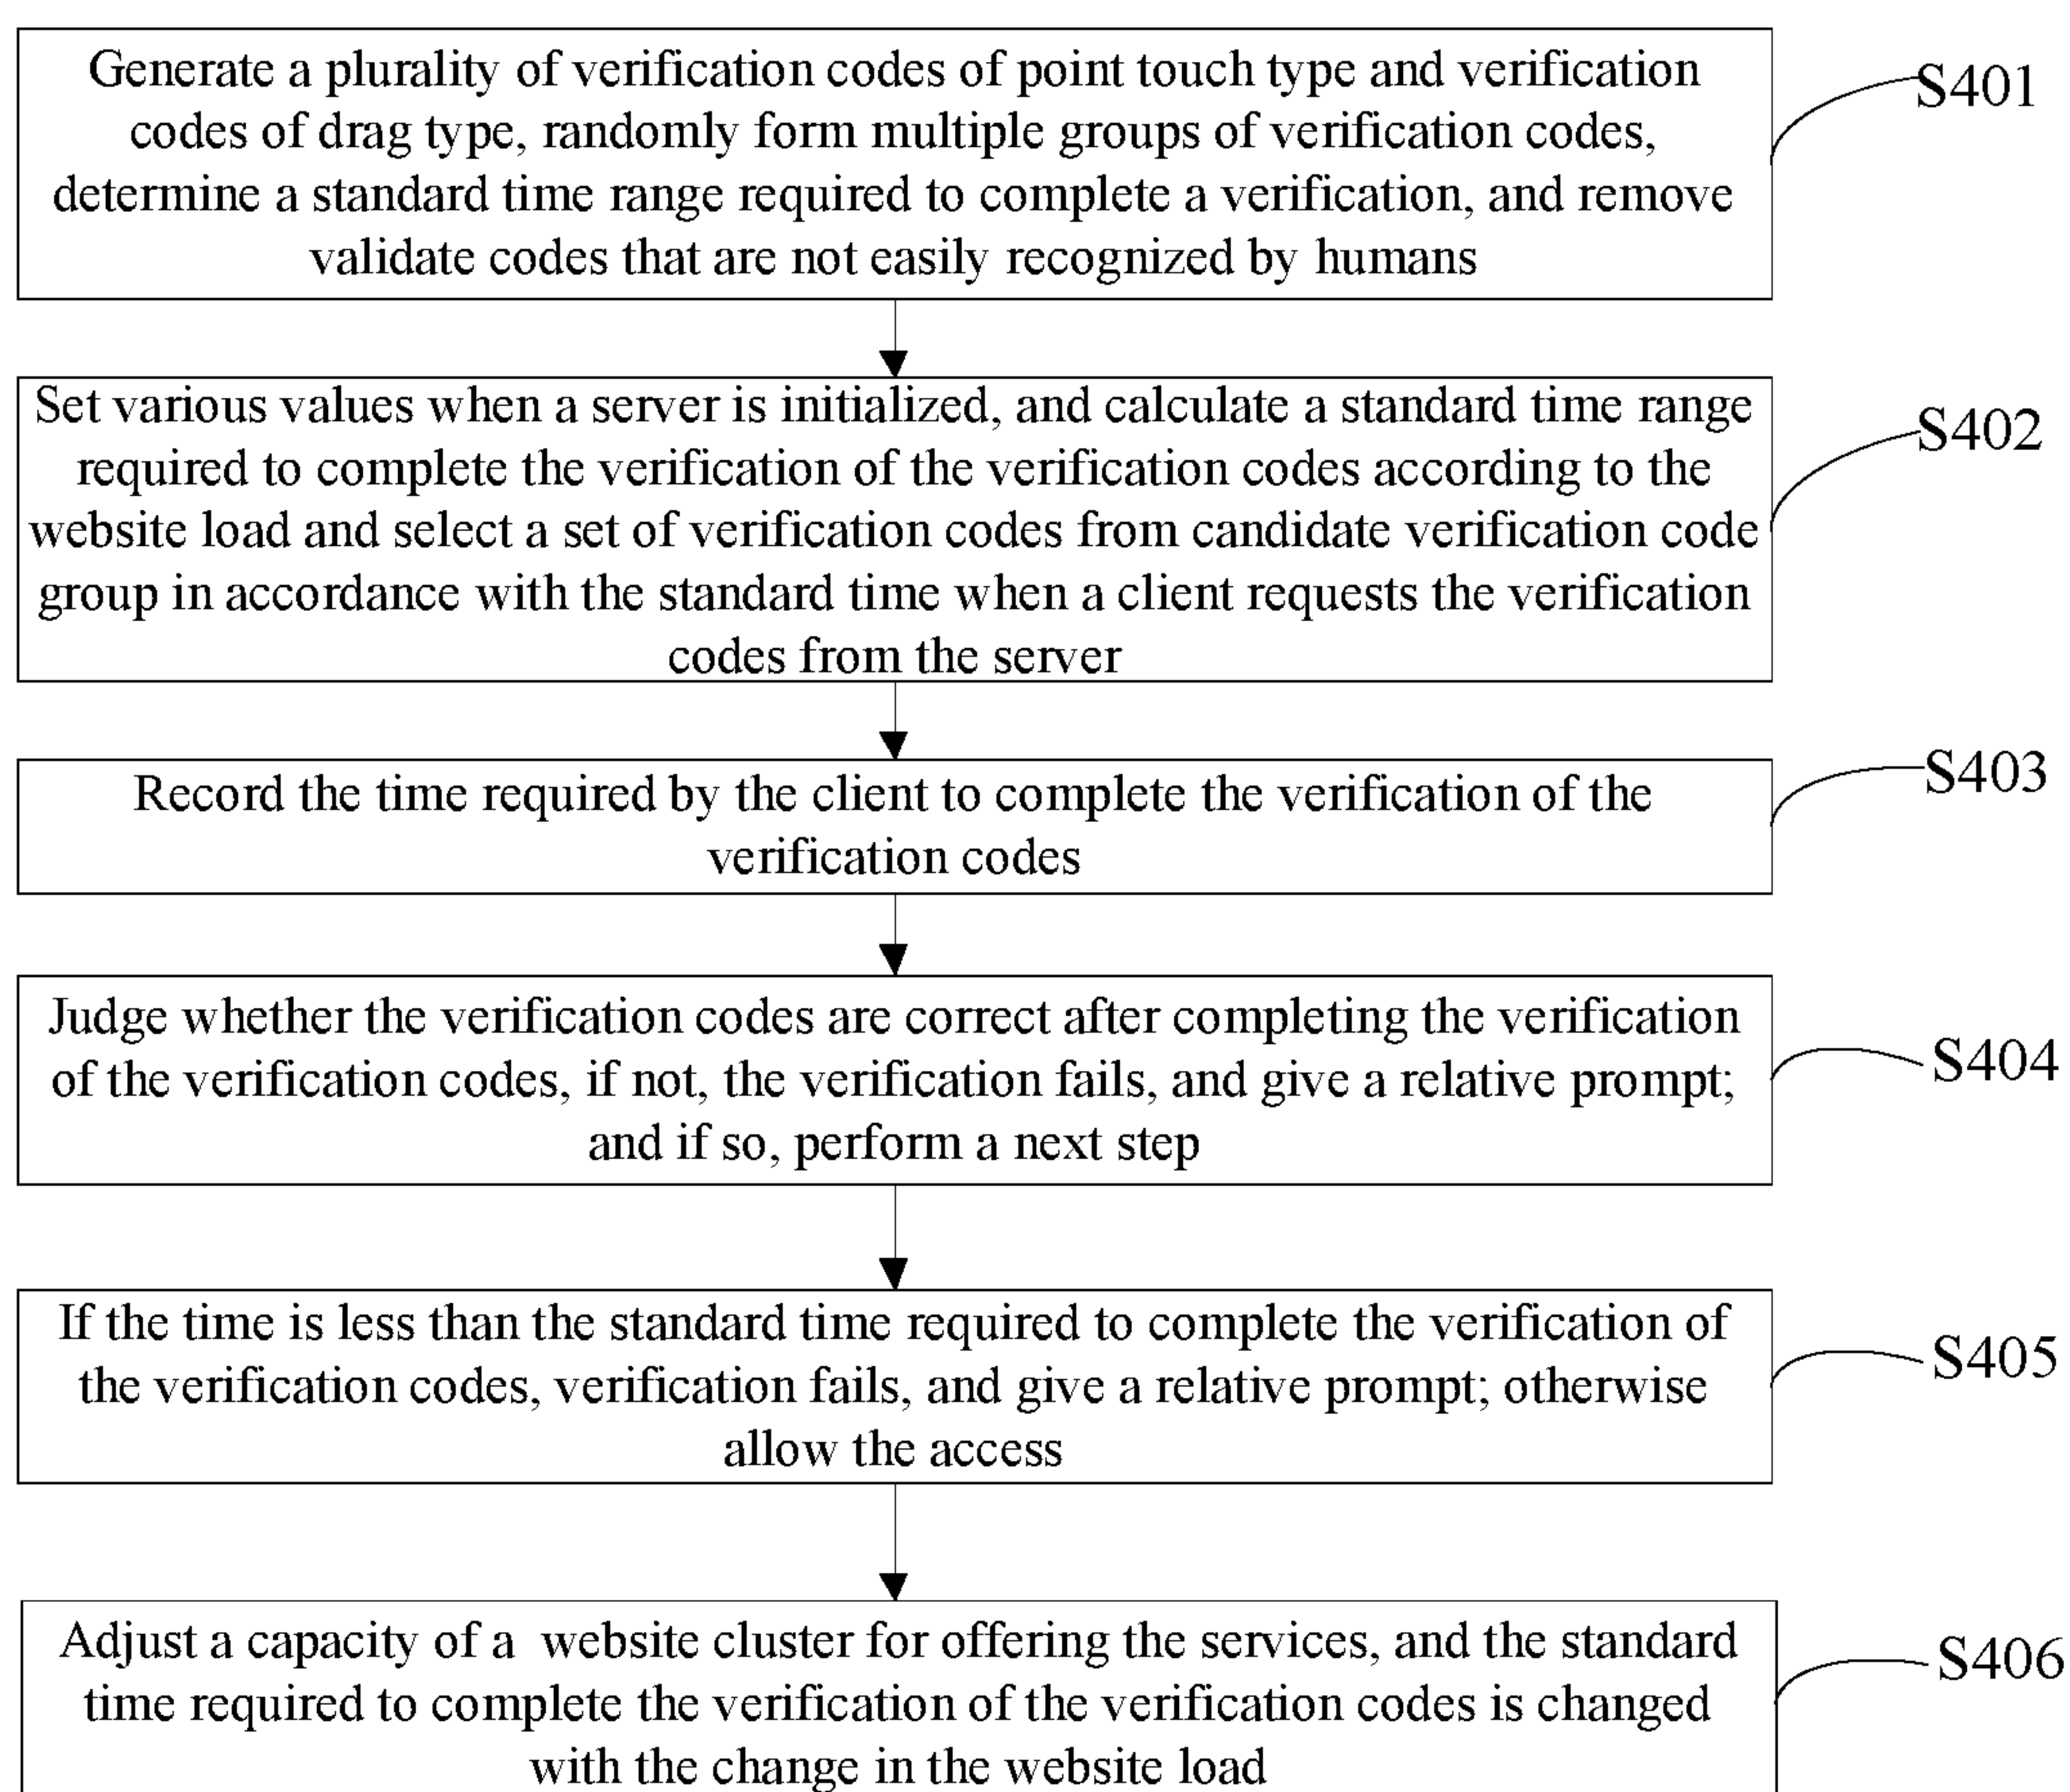 Generate a plurality of verification codes of point touch type and verification
codes of drag type, randomly form multiple groups of verification codes,
determine a standard time range required to complete a verification, and remove
validate codes that are not easily recognized by humans
S401
Set various values when a server is initialized, and calculate a standard time range
required to complete the verification of the verification codes according to the
website load and select a set of verification codes from candidate verification code
group in accordance with the standard time when a client requests the verification
codes from the server
S402
Record the time required by the client to complete the verification of the
verification codes
S403
Judge whether the verification codes are correct after completing the verification
of the verification codes, if not, the verification fails, and give a relative prompt;
and if so, perform a next step
S404
If the time is less than the standard time required to complete the verification of
the verification codes, verification fails, and give a relative prompt; otherwise
allow the access
S405
Adjust a capacity of a website cluster for offering the services, and the standard
time required to complete the verification of the verification codes is changed
with the change in the website load
S406